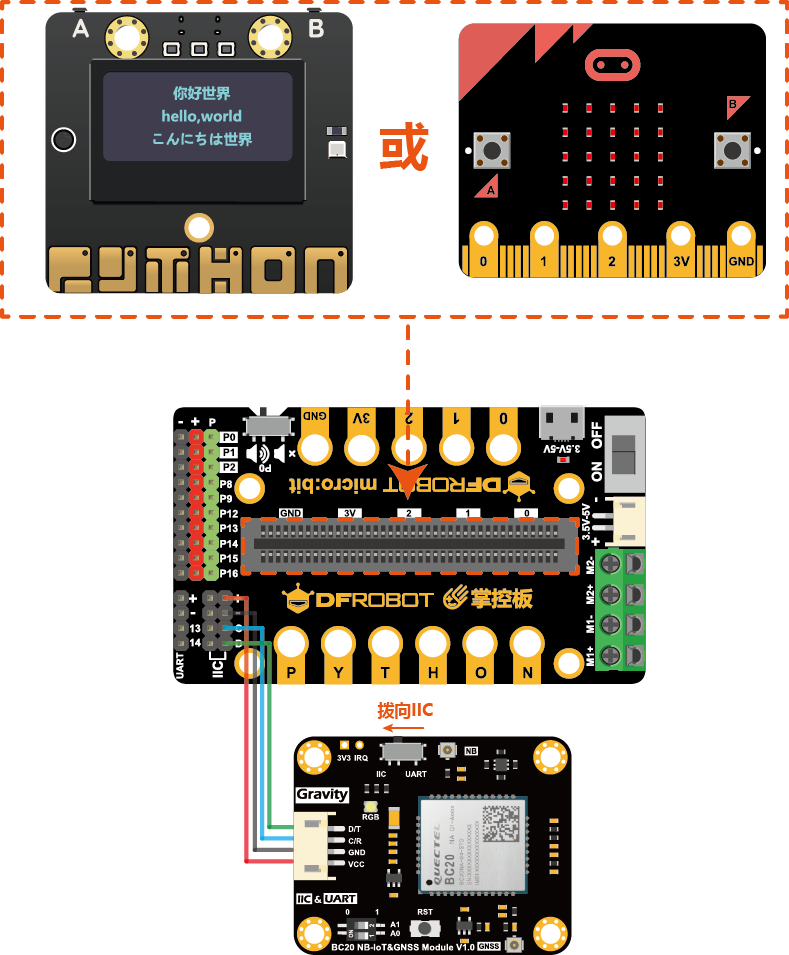 A
B
你好世界
hello,world
こんにちは世界
或
B
A
0
1
2
3V
GND
- + P
GND
3V
2
1
0
P0
P0
P1
P2
P8
P9
P12
P13
P14
P15
P16
3.5V-5V
OFF
ON
DFROBOT micro:bit
-
3.5V-5V
+
GND
3V
2
1
0
M2-
M2+
M1-
M1+
DFROBOT 掌控板
+
-
13
14
UART
IIC
P
Y
T
H
O
N
拨向IIC
3V3 IRQ
IIC
UART
NB
Gravity
RGB
D/T
C/R
GND
VCC
QUECTEL
BC20
IIC & UART
0 1
ON
1 2
A1
A0
RST
GNSS
BC20 NB-IoT&GNSS Module V1.0